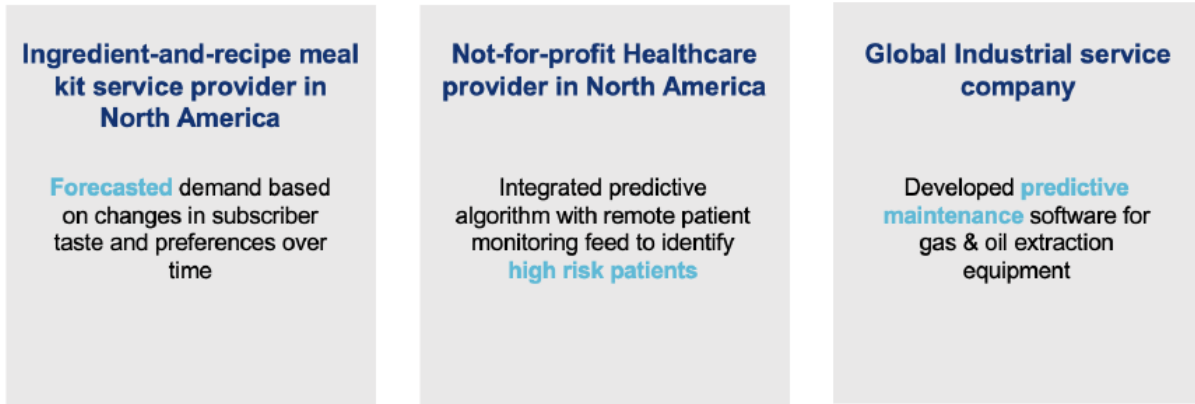 Ingredient-and-recipe meal
kit service provider in
North America
Forecasted demand based
on changes in subscriber
taste and preferences over
time
Not-for-profit Healthcare
provider in North America
Integrated predictive
algorithm with remote patient
monitoring feed to identify
high risk patients
Global Industrial service
company
Developed predictive
maintenance software for
gas & oil extraction
equipment